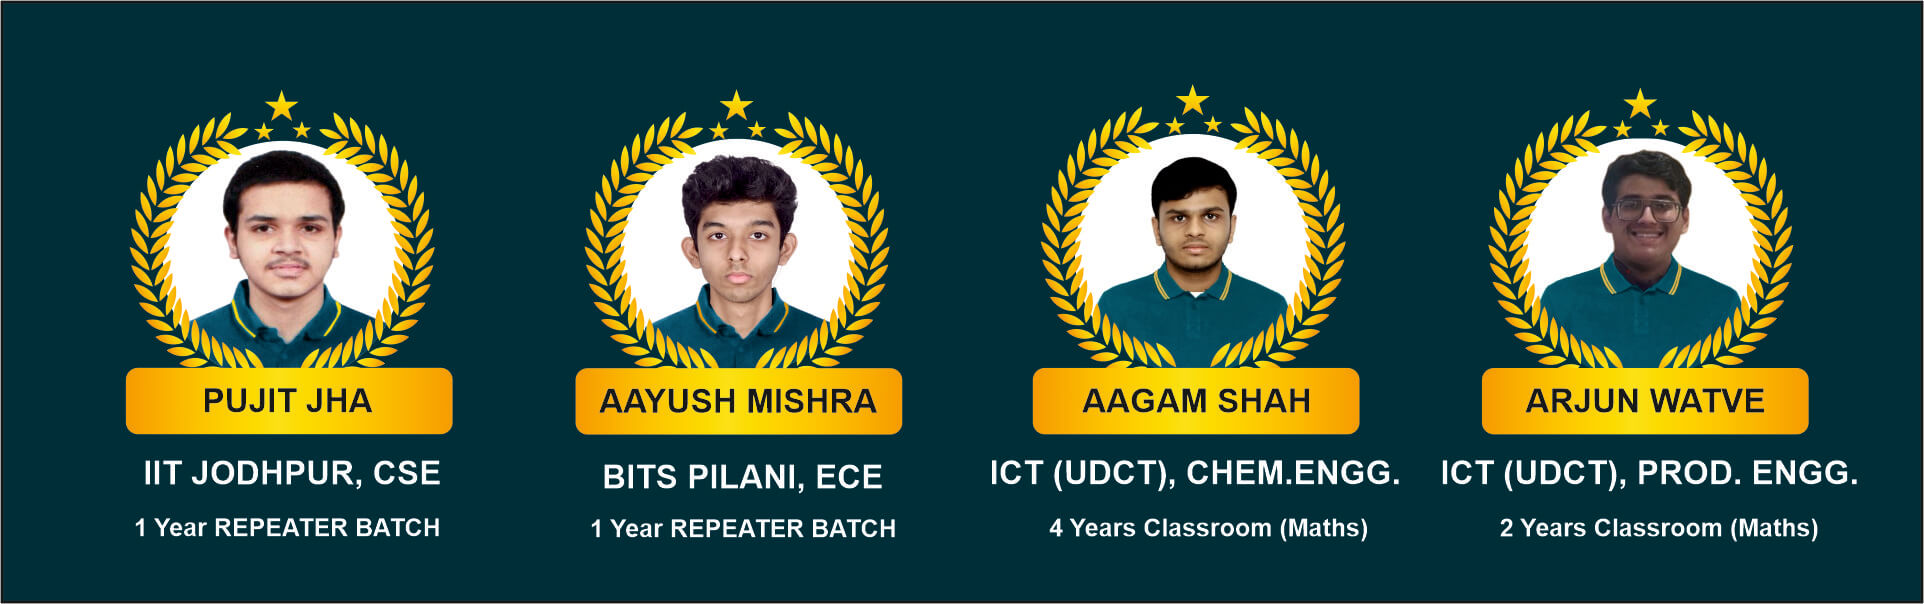 PUJIT JHA
IIT JODHPUR, CSE
1 Year REPEATER BATCH
AAYUSH MISHRA
BITS PILANI, ECE
1 Year REPEATER BATCH
AAGAM SHAH
ICT (UDCT), CHEM.ENGG.
4 Years Classroom (Maths)
ARJUN WATVE
ICT (UDCT), PROD. ENGG.
2 Years Classroom (Maths)